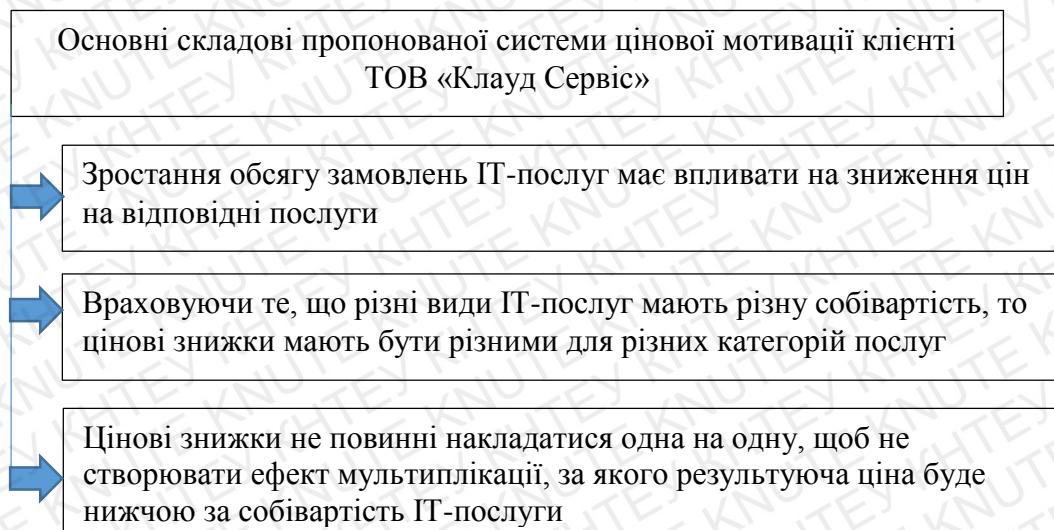 Основні складові пропонованої системи цінової мотивації клієнті
ТОВ «Клауд Сервіс»
Зростання обсягу замовлень ІТ-послуг має впливати на зниження цін
на відповідні послуги
Враховуючи те, що різні види ІТ-послуг мають різну собівартість, то
цінові знижки мають бути різними для різних категорій послуг
Цінові знижки не повинні накладатися одна на одну, щоб не
створювати ефект мультиплікації, за якого результуюча ціна буде
нижчою за собівартість ІТ-послуги